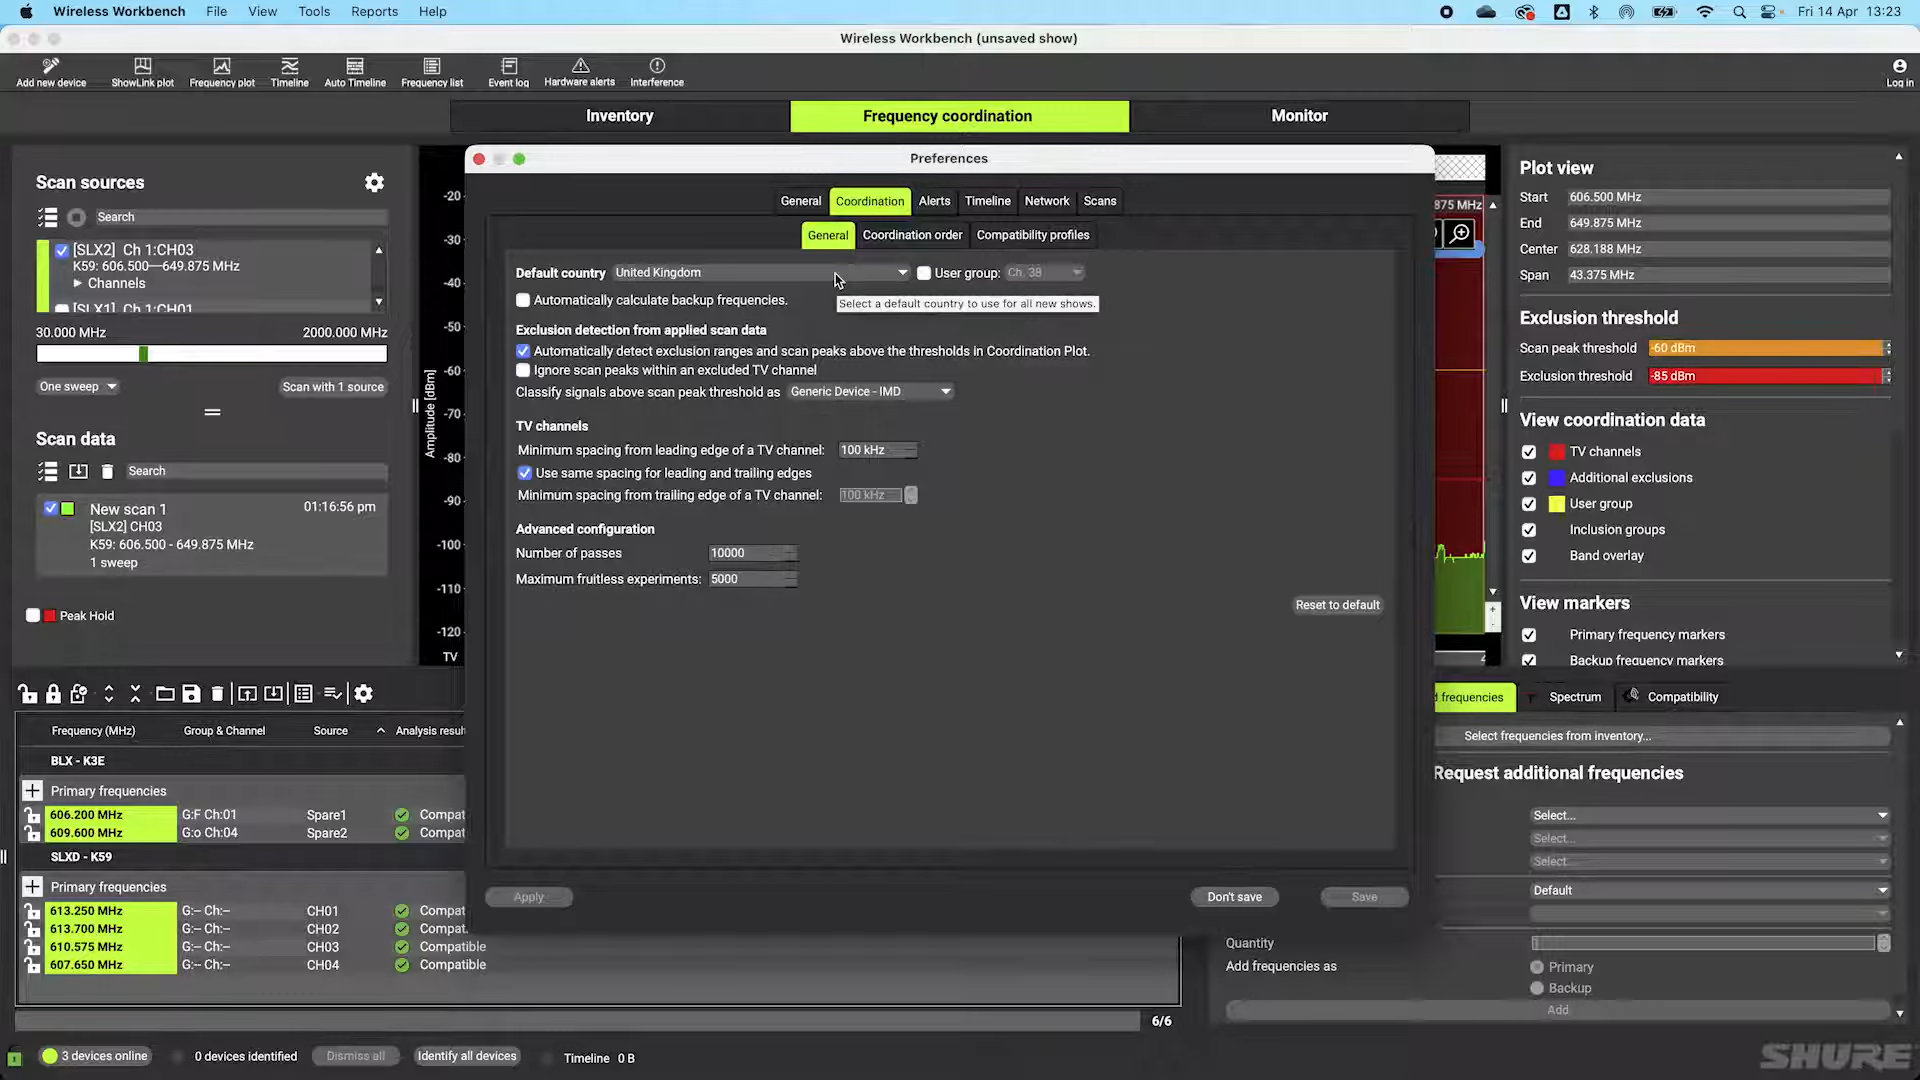 Wireless Workbench File View Tools Reports Help
Fri 14 Apr 13:23
Wireless Workbench (unsaved show)
Add new device ShowLink plot Frequency plot Timeline Auto Timeline Frequency list Event log Hardware alerts Interference
Log in
Inventory Frequency coordination Monitor
Scan sources
Search
[SLX2] Ch 1:CH03
K59: 606.500—649.875 MHz
Channels
[SLX1] Ch 1:CH01
30.000 MHz 2000.000 MHz
One sweep Scan with 1 source
Scan data
Search
New scan 1 01:16:56 pm
[SLX2] CH03
K59: 606.500 - 649.875 MHz
1 sweep
Peak Hold
Amplitude [dBm]
-20
-30
-40
-50
-60
-70
-80
-90
-100
-110
-120
TV
Preferences
General Coordination Alerts Timeline Network Scans
General Coordination order Compatibility profiles
Default country United Kingdom User group: Ch. 38
Automatically calculate backup frequencies.
Select a default country to use for all new shows.
Exclusion detection from applied scan data
Automatically detect exclusion ranges and scan peaks above the thresholds in Coordination Plot.
Ignore scan peaks within an excluded TV channel
Classify signals above scan peak threshold as Generic Device - IMD
TV channels
Minimum spacing from leading edge of a TV channel: 100 kHz
Use same spacing for leading and trailing edges
Minimum spacing from trailing edge of a TV channel: 100 kHz
Advanced configuration
Number of passes 10000
Maximum fruitless experiments: 5000
Reset to default
Apply Don't save Save
875 MHz
Plot view
Start 606.500 MHz
End 649.875 MHz
Center 628.188 MHz
Span 43.375 MHz
Exclusion threshold
Scan peak threshold -60 dBm
Exclusion threshold -85 dBm
View coordination data
TV channels
Additional exclusions
User group
Inclusion groups
Band overlay
View markers
Primary frequency markers
Backup frequency markers
Frequency (MHz) Group & Channel Source Analysis result
BLX - K3E
Primary frequencies
606.200 MHz G:F Ch:01 Spare1 Compat
609.600 MHz G:o Ch:04 Spare2 Compat
SLXD - K59
Primary frequencies
613.250 MHz G:-- Ch:-- CH01 Compat
613.700 MHz G:-- Ch:-- CH02 Compat.
610.575 MHz G:-- Ch:-- CH03 Compatible
607.650 MHz G:-- Ch:-- CH04 Compatible
6/6
d frequencies Spectrum Compatibility
Select frequencies from inventory...
Request additional frequencies
Select...
Select...
Select...
Default
Quantity 1
Add frequencies as Primary
Backup
Add
3 devices online 0 devices identified Dismiss all Identify all devices Timeline 0 B
SHURE